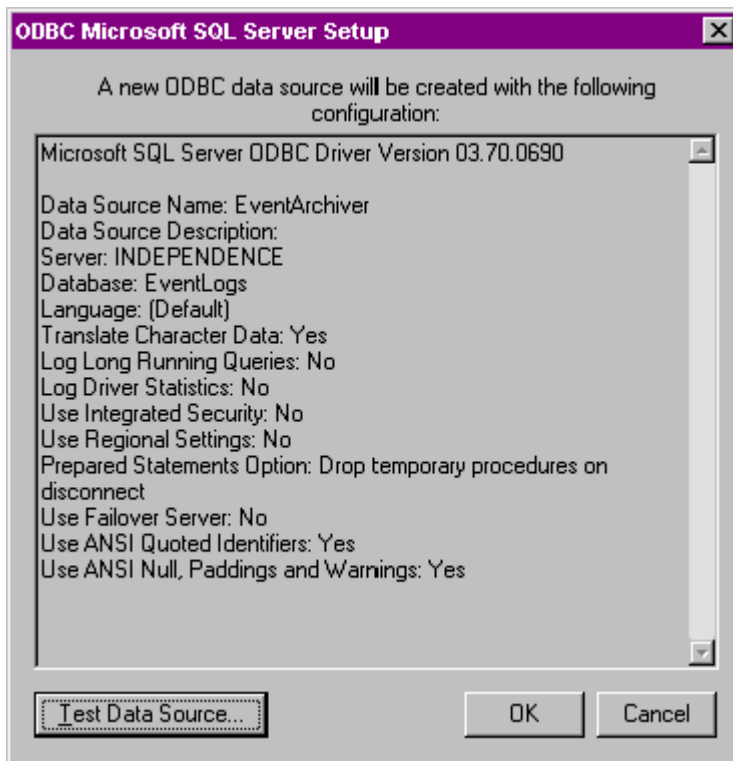 ODBC Microsoft SQL Server Setup
A new ODBC data source will be created with the following
configuration:
Microsoft SQL Server ODBC Driver Version 03.70.0690
Data Source Name: EventArchiver
Data Source Description:
Server: INDEPENDENCE
Database: EventLogs
Language: (Default)
Translate Character Data: Yes
Log Long Running Queries: No
Log Driver Statistics: No
Use Integrated Security: No
Use Regional Settings: No
Prepared Statements Option: Drop temporary procedures on
disconnect
Use Failover Server: No
Use ANSI Quoted Identifiers: Yes
Use ANSI Null, Paddings and Warnings: Yes
Test Data Source... OK Cancel